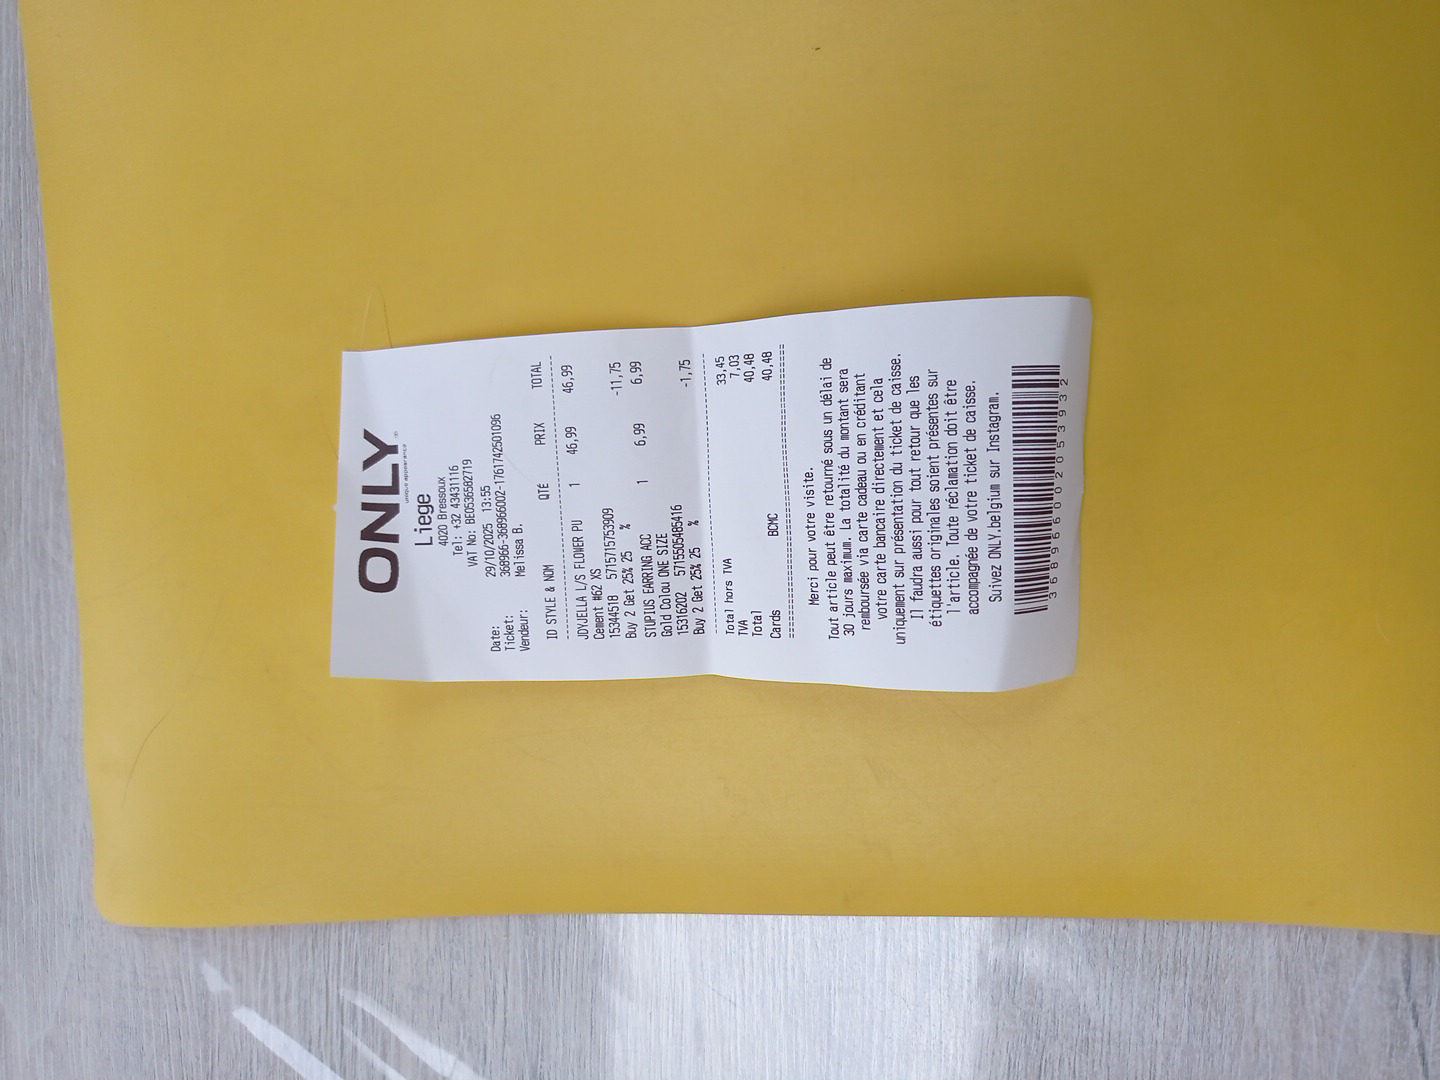 ONLY
unique appearance
Liege
4020 Bressoux
Tel: +32 43431116
VAT No: BE0536582719
Date: 29/10/2025 13:55
Ticket: 368966-368966002-1761742501096
Vendeur: Melissa B.
ID STYLE & NOM QTE PRIX TOTAL
JDVJELLA L/S FLOWER PU 1 46,99 46,99
Cement #62 XS
15344518 5715715753909
Buy 2 Get 25% 25 % -11,75
STUPIUS EARRING ACC 1 6,99 6,99
Gold Colou ONE SIZE
15316202 5715505485416
Buy 2 Get 25% 25 % -1,75
Total hors TVA 33,45
TVA 7,03
Total 40,48
Cards BCMC 40,48
Merci pour votre visite.
Tout article peut être retourné sous un délai de
30 jours maximum. La totalité du montant sera
remboursée via carte cadeau ou en créditant
votre carte bancaire directement et cela
uniquement sur présentation du ticket de caisse.
Il faudra aussi pour tout retour que les
étiquettes originales soient présentes sur
l'article. Toute réclamation doit être
accompagnée de votre ticket de caisse.
Suivez ONLY.belgium sur Instagram.
368966002053932